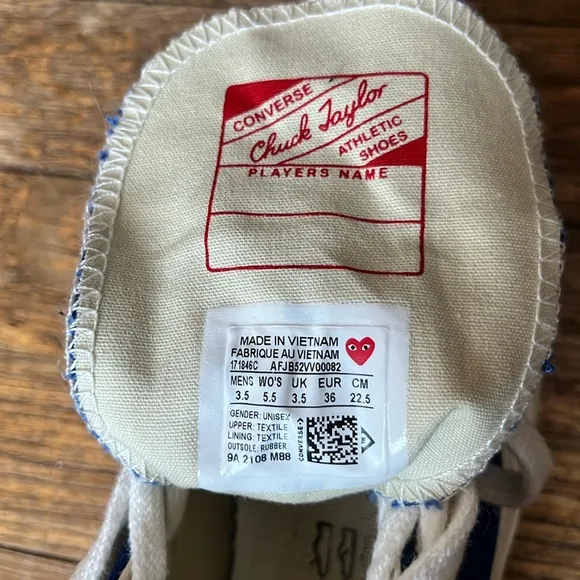 CONVERSE
Chuck Taylor
ATHLETIC
SHOES
PLAYERS NAME
MADE IN VIETNAM
FABRIQUE AU VIETNAM
171846C AFJB52VV00082
MENS WO'S UK EUR CM
3.5 5.5 3.5 36 22.5
GENDER: UNISEX
UPPER: TEXTILE
LINING: TEXTILE
OUTSOLE: RUBBER
9A 2108 M88
CONVERSE